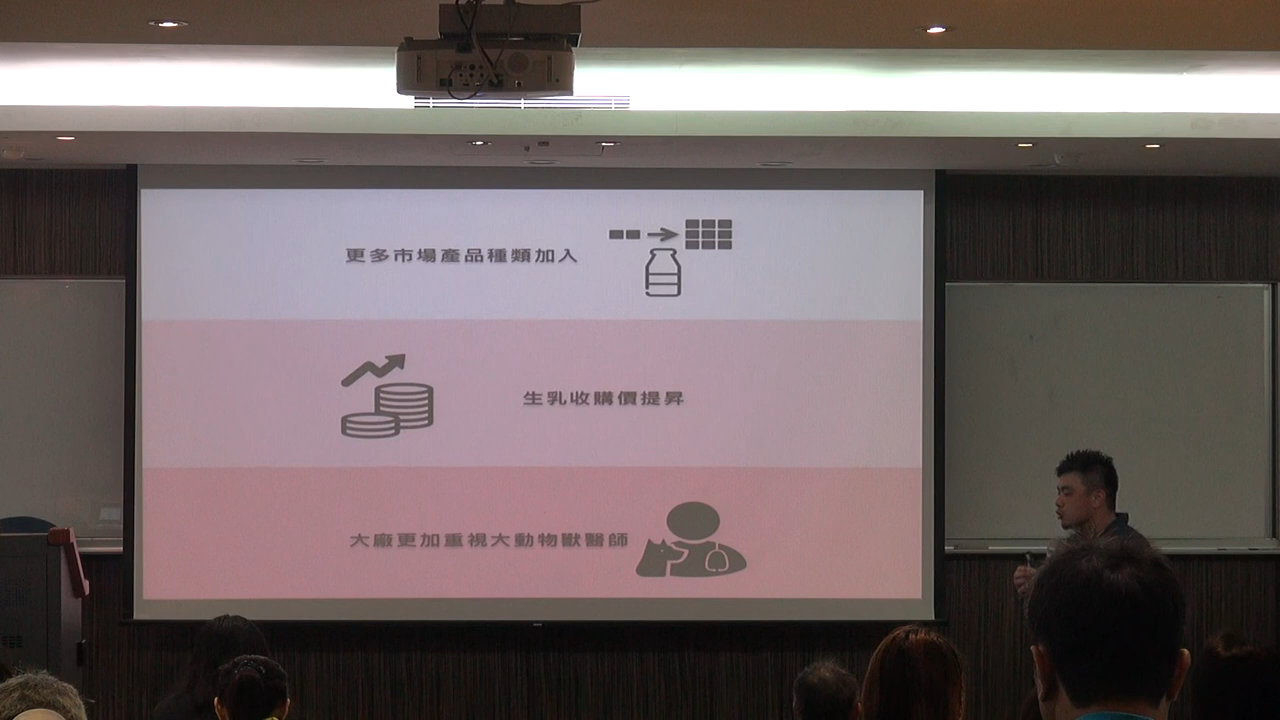 更多市場產品種類加入
生乳收購價提昇
大廠更加重視大動物獸醫師